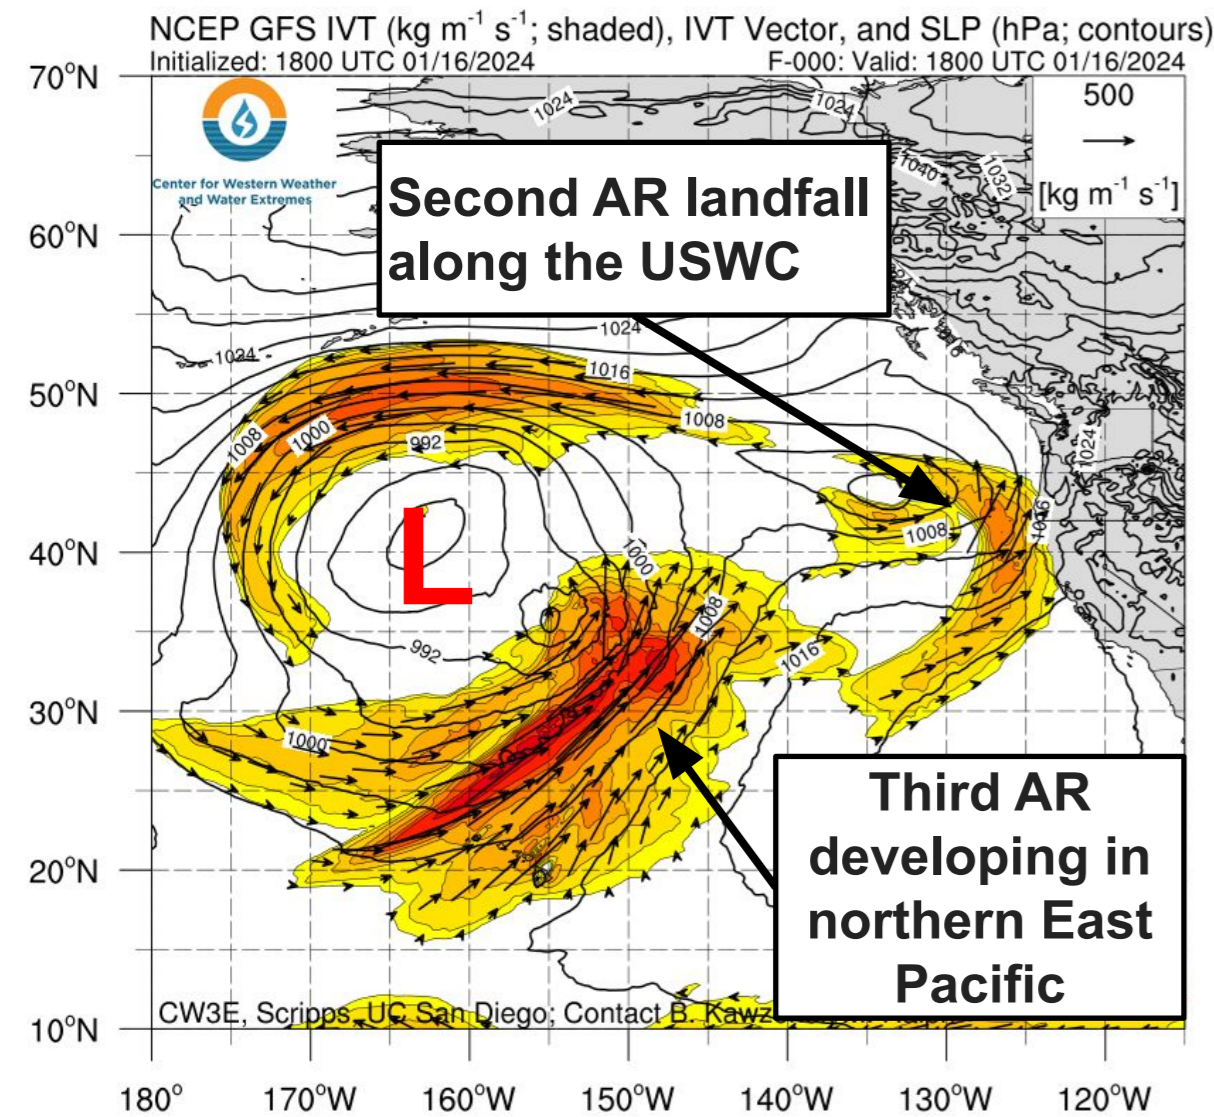 NCEP GFS IVT (kg m⁻¹ s⁻¹; shaded), IVT Vector, and SLP (hPa; contours)
Initialized: 1800 UTC 01/16/2024
F-000: Valid: 1800 UTC 01/16/2024
70°N
1024
1024
500
[kg m⁻¹ s⁻¹]
Center for Western Weather
and Water Extremes
Second AR landfall
along the USWC
1040
1032
60°N
1024
1024
1016
50°N
1008
1000
992
1008
1024
1016
1008
40°N
1000
1008
L
992
1016
30°N
1000
Third AR
developing in
northern East
Pacific
20°N
CW3E, Scripps, UC San Diego; Contact B.
10°N
180°
170°W
160°W
150°W
140°W
130°W
120°W